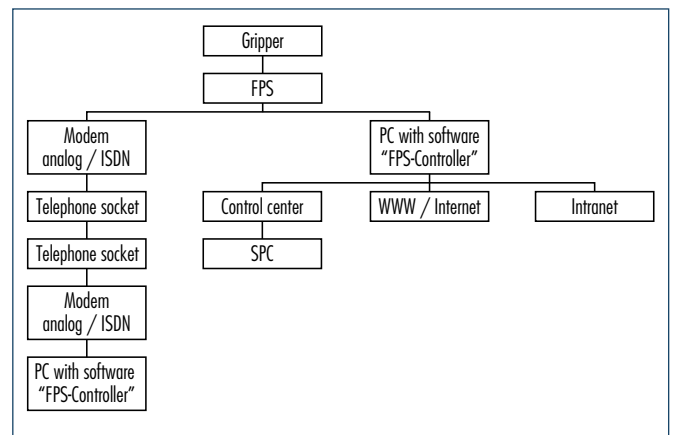 Gripper
FPS
Modem
analog / ISDN
PC with software
“FPS-Controller”
Telephone socket
Control center
WWW / Internet
Intranet
Telephone socket
SPC
Modem
analog / ISDN
PC with software
“FPS-Controller”